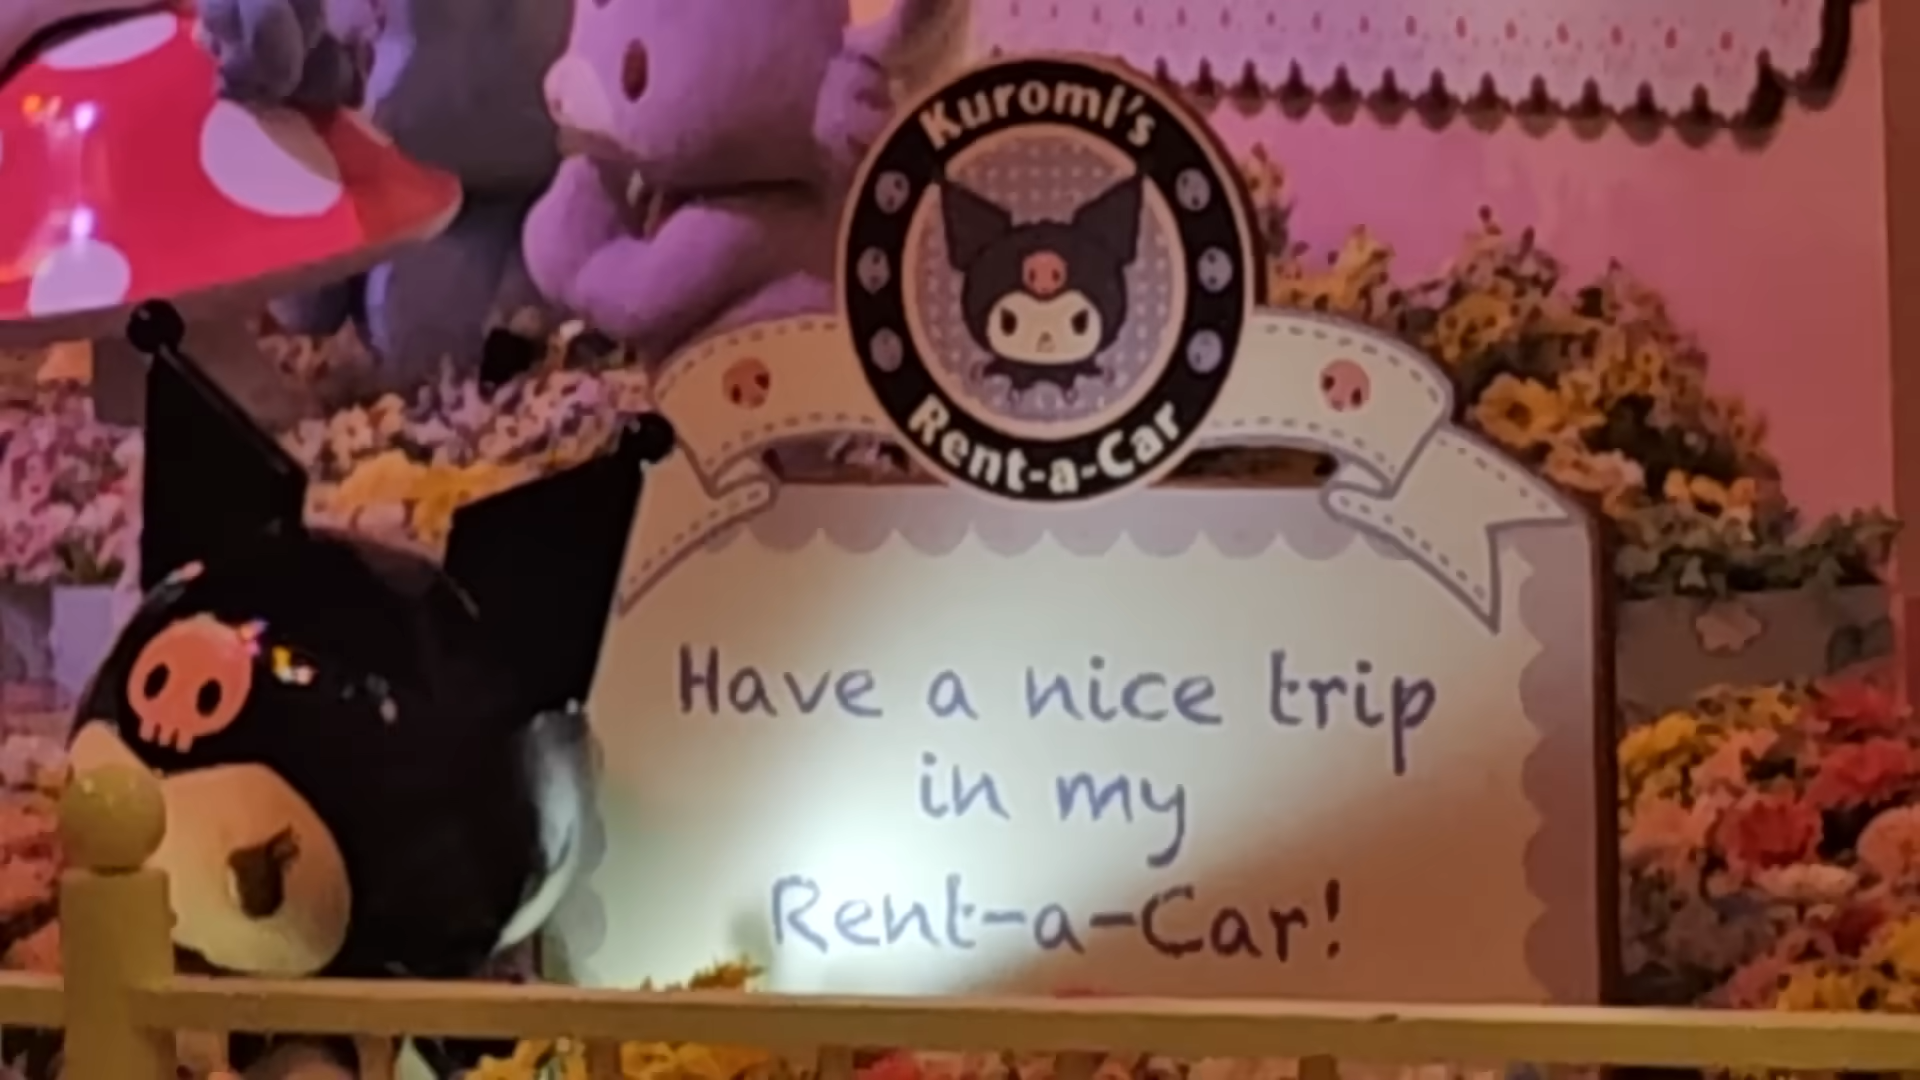 Kuromi's
Rent-a-Car
Have a nice trip
in my
Rent-a-Car!